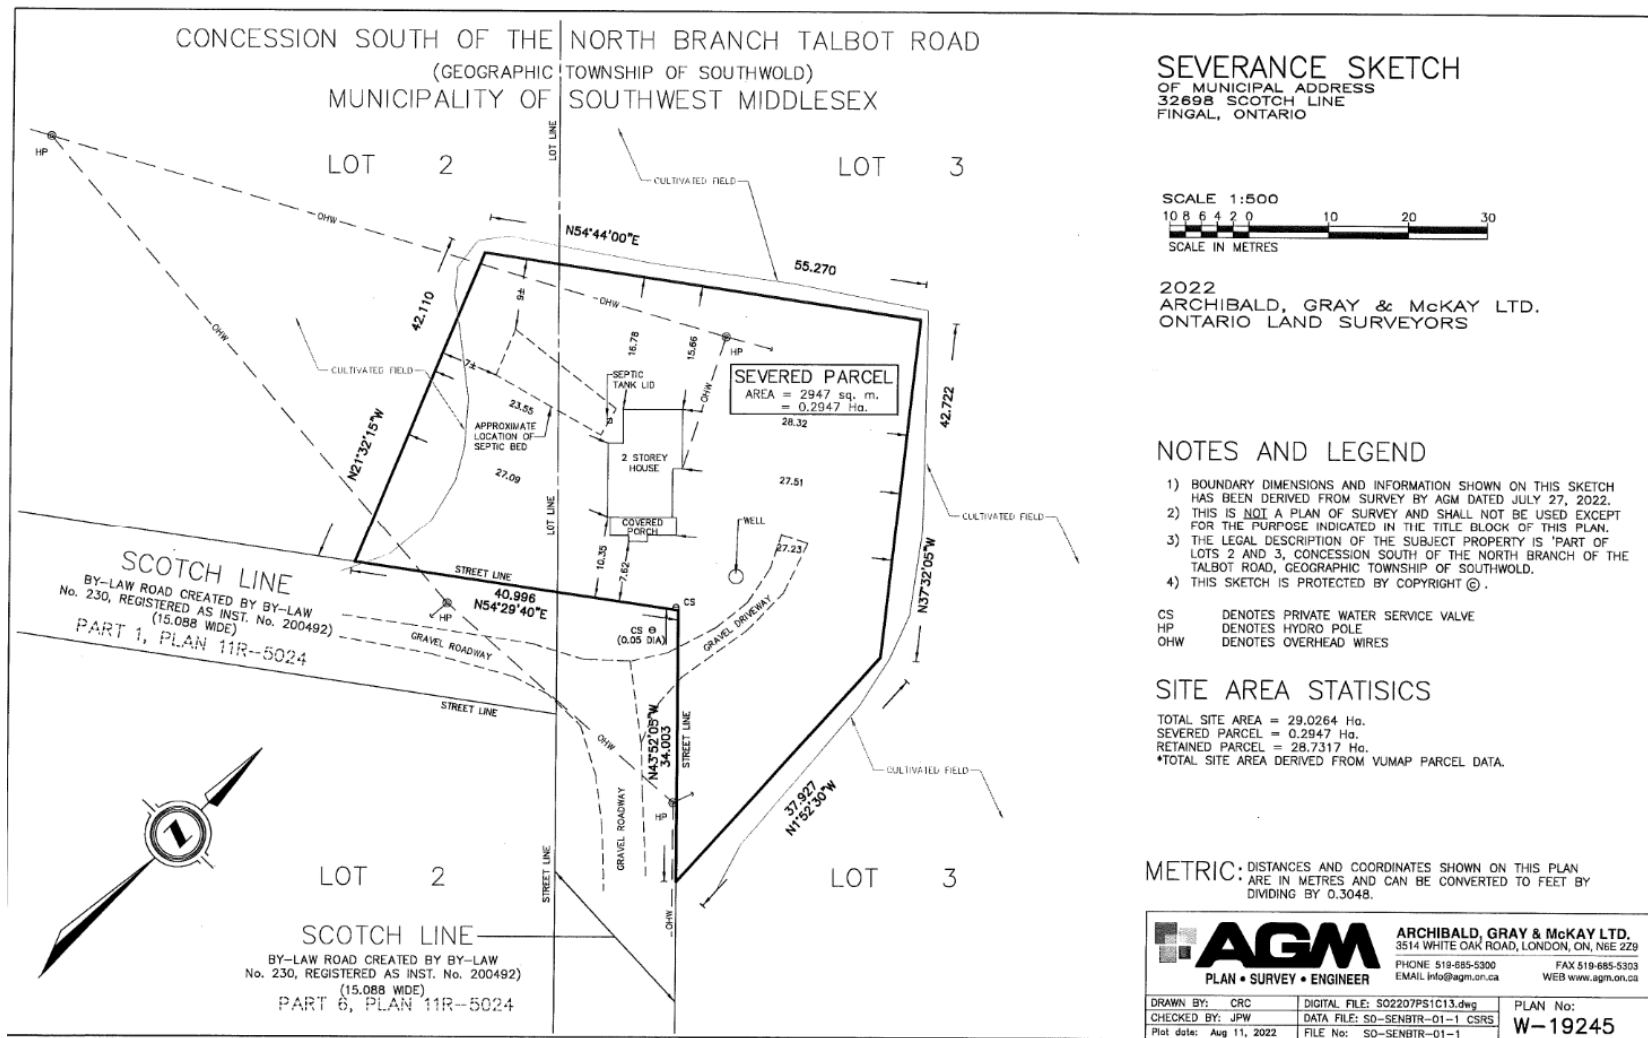 CONCESSION SOUTH OF THE NORTH BRANCH TALBOT ROAD
(GEOGRAPHIC TOWNSHIP OF SOUTHWOLD)
MUNICIPALITY OF SOUTHWEST MIDDLESEX
LOT 2
LOT 3
LOT LINE
HP
OHW
CULTIVATED FIELD
N54°44'00"E
55.270
42.110
N21°32'15"W
CULTIVATED FIELD
OHW
OHW
9±
7±
16.78
15.66
HP
OHW
SEPTIC
TANK LID
23.55
APPROXIMATE
LOCATION OF
SEPTIC BED
27.09
SEVERED PARCEL
AREA = 2947 sq. m.
= 0.2947 Ha.
28.32
2 STOREY
HOUSE
27.51
42.722
N37°32'05"W
CULTIVATED FIELD
LOT LINE
COVERED
PORCH
WELL
27.23
10.35
7.62
STREET LINE
40.996
N54°29'40"E
CS
CS
(0.05 DIA)
HP
GRAVEL DRIVEWAY
GRAVEL ROADWAY
SCOTCH LINE
BY-LAW ROAD CREATED BY BY-LAW
No. 230, REGISTERED AS INST. No. 200492)
(15.088 WIDE)
PART 1, PLAN 11R-5024
STREET LINE
OHW
N43°52'05"W
34.003
STREET LINE
HP
GRAVEL ROADWAY
CULTIVATED FIELD
37.927
N1°52'30"W
STREET LINE
OHW
LOT 2
LOT 3
SCOTCH LINE
BY-LAW ROAD CREATED BY BY-LAW
No. 230, REGISTERED AS INST. No. 200492)
(15.088 WIDE)
PART 6, PLAN 11R-5024
Z
SEVERANCE SKETCH
OF MUNICIPAL ADDRESS
32698 SCOTCH LINE
FINGAL, ONTARIO
SCALE 1:500
10 8 6 4 2 0 10 20 30
SCALE IN METRES
2022
ARCHIBALD, GRAY & McKAY LTD.
ONTARIO LAND SURVEYORS
NOTES AND LEGEND
1) BOUNDARY DIMENSIONS AND INFORMATION SHOWN ON THIS SKETCH
HAS BEEN DERIVED FROM SURVEY BY AGM DATED JULY 27, 2022.
2) THIS IS NOT A PLAN OF SURVEY AND SHALL NOT BE USED EXCEPT
FOR THE PURPOSE INDICATED IN THE TITLE BLOCK OF THIS PLAN.
3) THE LEGAL DESCRIPTION OF THE SUBJECT PROPERTY IS 'PART OF
LOTS 2 AND 3, CONCESSION SOUTH OF THE NORTH BRANCH OF THE
TALBOT ROAD, GEOGRAPHIC TOWNSHIP OF SOUTHWOLD.
4) THIS SKETCH IS PROTECTED BY COPYRIGHT ©.
CS DENOTES PRIVATE WATER SERVICE VALVE
HP DENOTES HYDRO POLE
OHW DENOTES OVERHEAD WIRES
SITE AREA STATISICS
TOTAL SITE AREA = 29.0264 Ha.
SEVERED PARCEL = 0.2947 Ha.
RETAINED PARCEL = 28.7317 Ha.
*TOTAL SITE AREA DERIVED FROM VUMAP PARCEL DATA.
METRIC: DISTANCES AND COORDINATES SHOWN ON THIS PLAN
ARE IN METRES AND CAN BE CONVERTED TO FEET BY
DIVIDING BY 0.3048.
AGM
PLAN • SURVEY • ENGINEER
ARCHIBALD, GRAY & McKAY LTD.
3514 WHITE OAK ROAD, LONDON, ON, N6E 2Z9
PHONE 519-685-5300 FAX 519-685-5303
EMAIL info@agm.on.ca WEB www.agm.on.ca
DRAWN BY: CRC DIGITAL FILE: SO2207PS1C13.dwg
CHECKED BY: JPW DATA FILE: SO-SENBTR-01-1 CSRS
Plot date: Aug 11, 2022 FILE No: SO-SENBTR-01-1
PLAN No:
W-19245